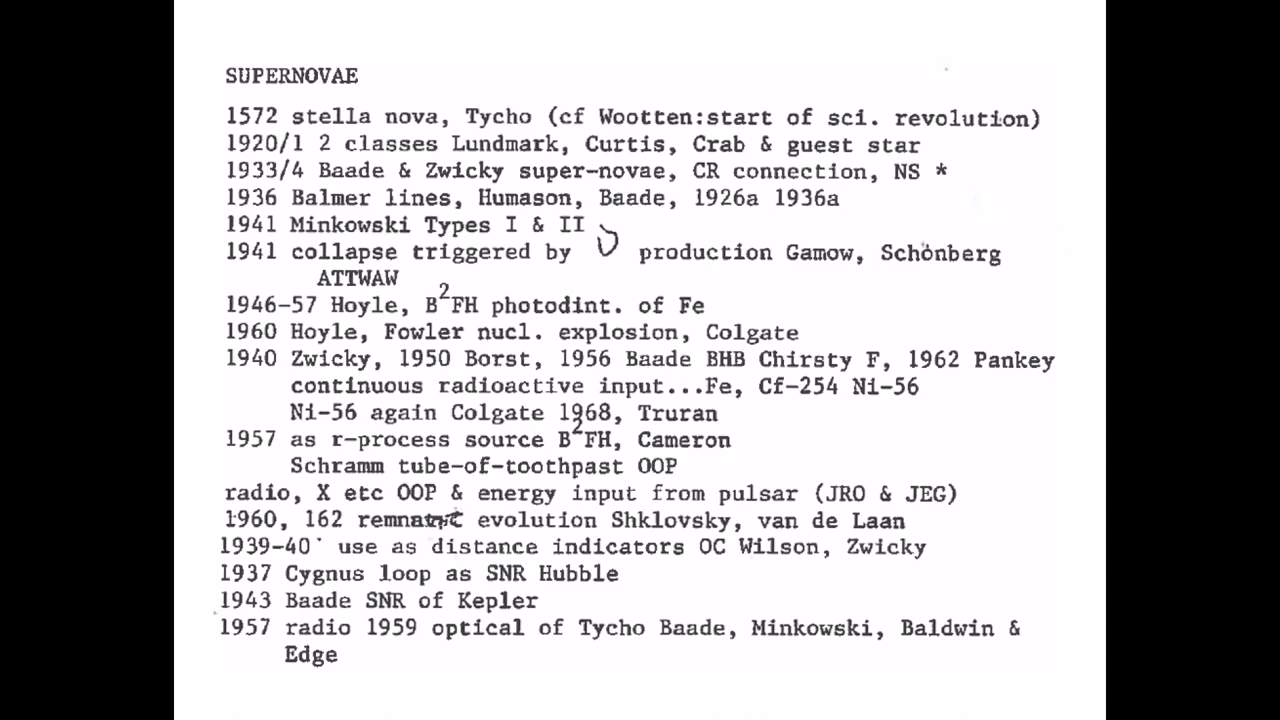 SUPERNOVAE
1572 stella nova, Tycho (cf Wootten:start of sci. revolution)
1920/1 2 classes Lundmark, Curtis, Crab & guest star
1933/4 Baade & Zwicky super-novae, CR connection, NS *
1936 Balmer lines, Humason, Baade, 1926a 1936a
1941 Minkowski Types I & II
1941 collapse triggered by ν production Gamow, Schönberg
ATTWAW
1946-57 Hoyle, B²FH photodint. of Fe
1960 Hoyle, Fowler nucl. explosion, Colgate
1940 Zwicky, 1950 Borst, 1956 Baade BHB Chirsty F, 1962 Pankey
continuous radioactive input...Fe, Cf-254 Ni-56
Ni-56 again Colgate 1968, Truran
1957 as r-process source B²FH, Cameron
Schramm tube-of-toothpast OOP
radio, X etc OOP & energy input from pulsar (JRO & JEG)
1960, 162 evolution Shklovsky, van de Laan
1939-40 use as distance indicators OC Wilson, Zwicky
1937 Cygnus loop as SNR Hubble
1943 Baade SNR of Kepler
1957 radio 1959 optical of Tycho Baade, Minkowski, Baldwin &
Edge